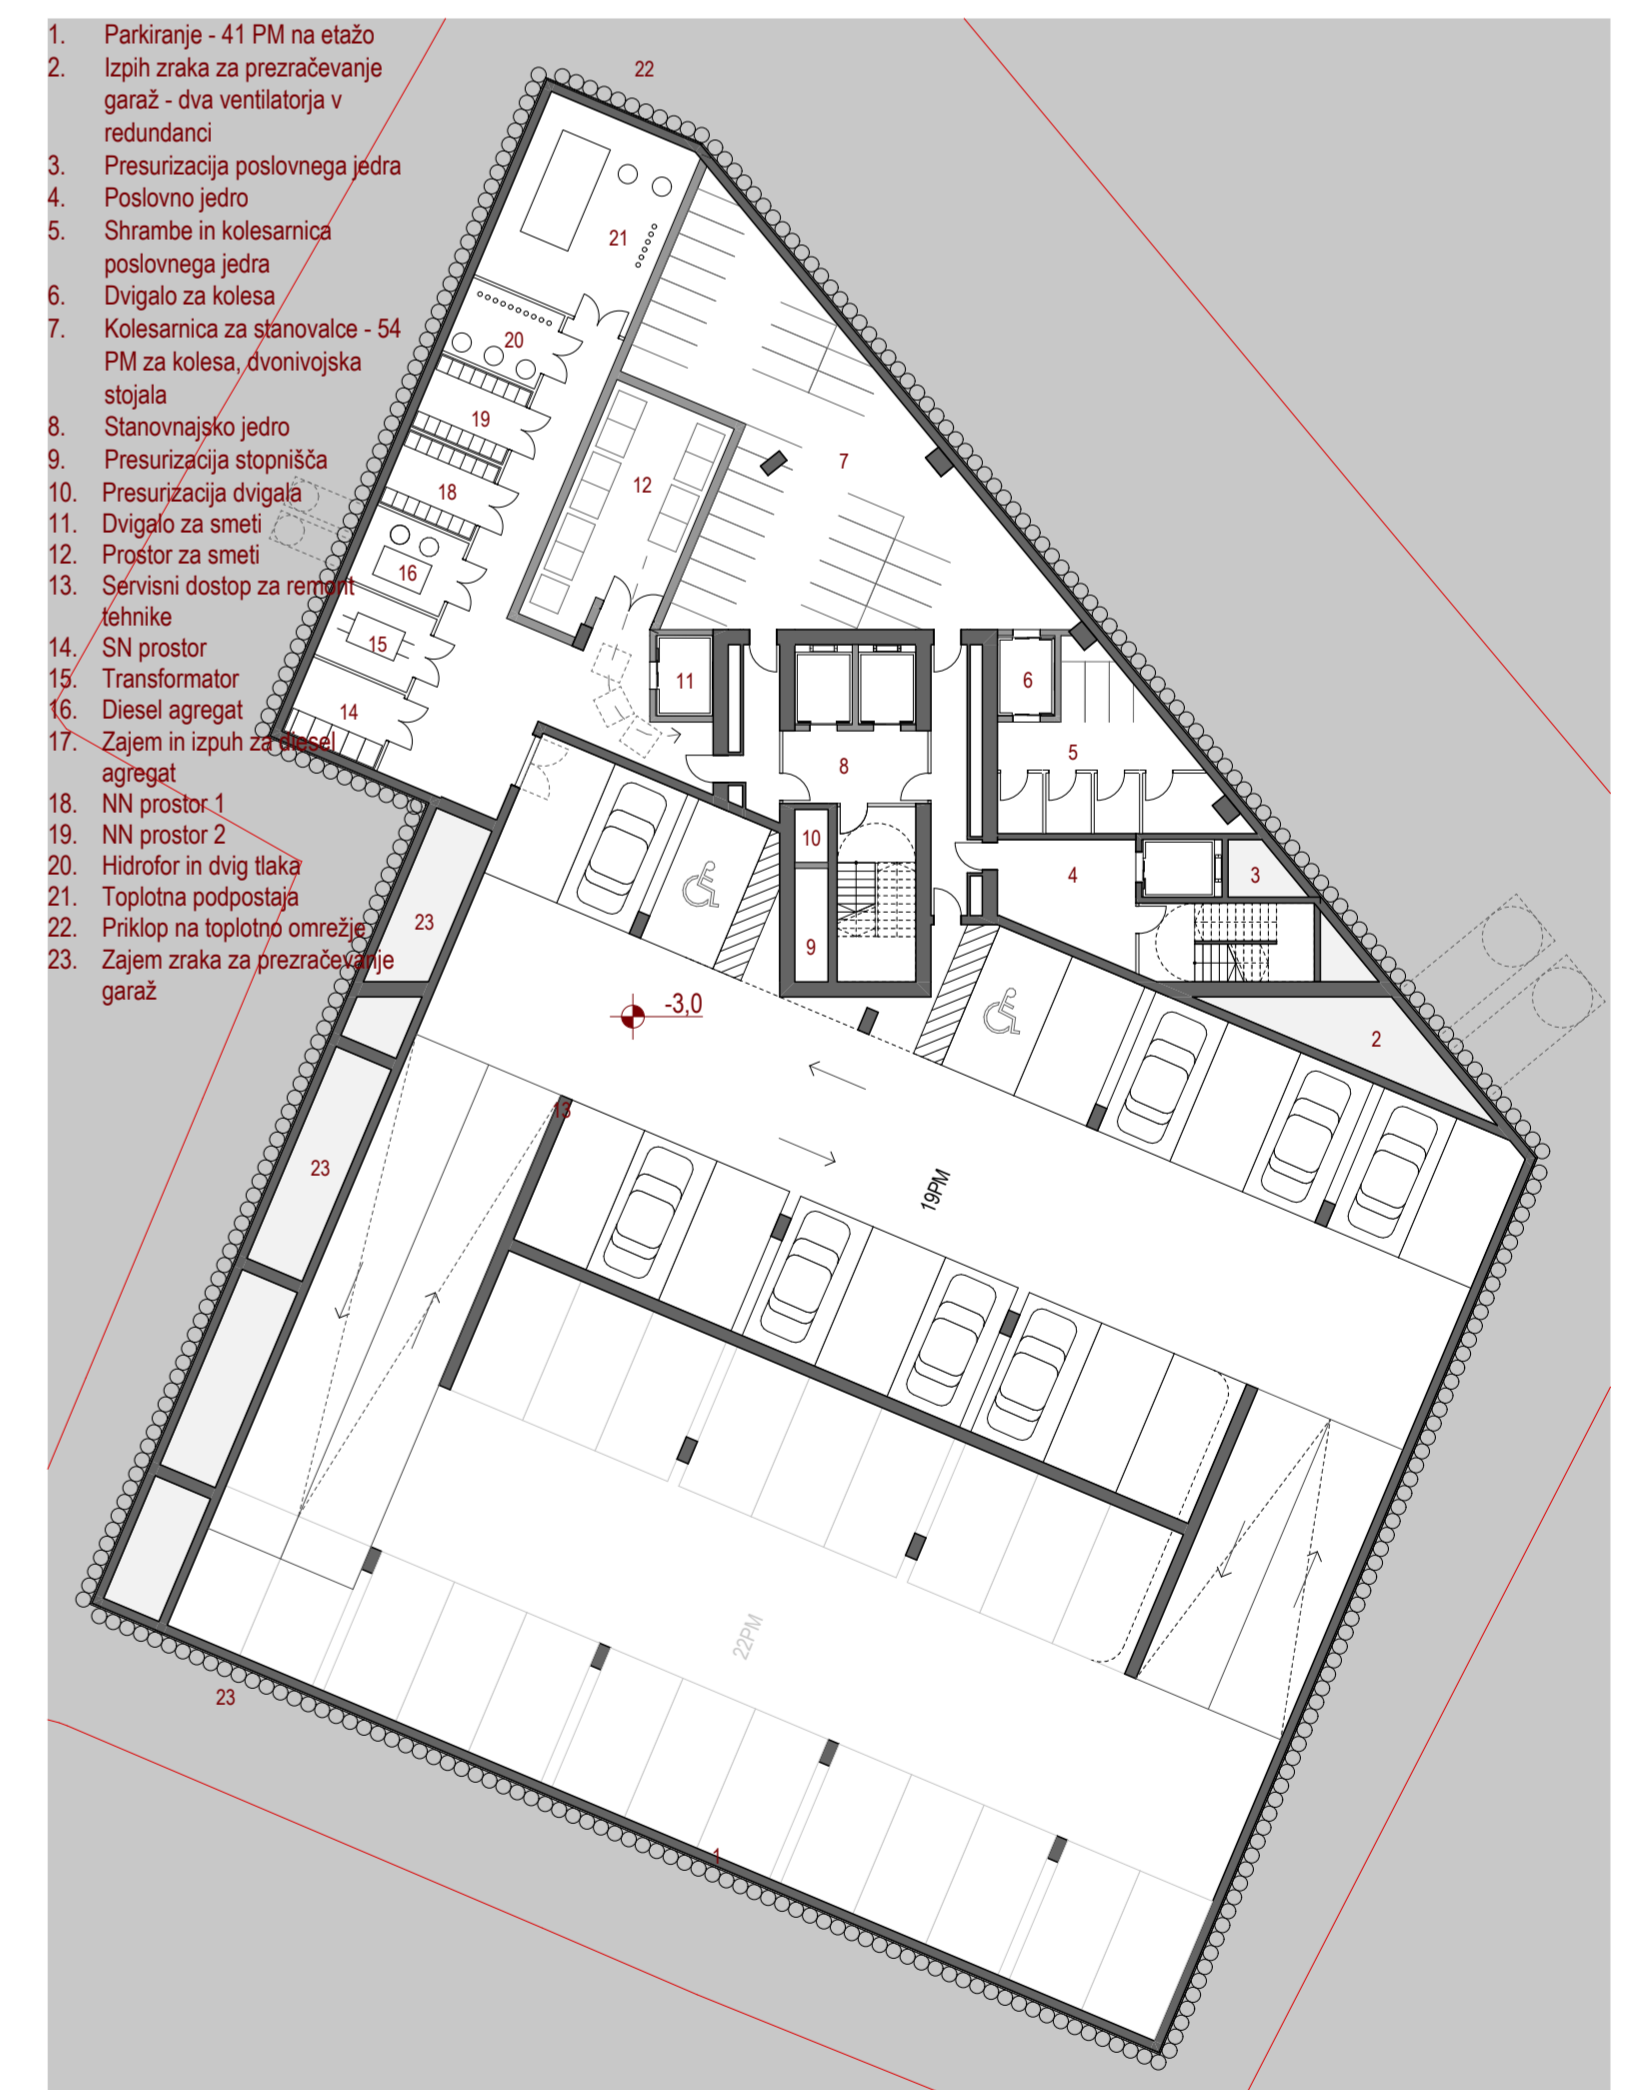 1. Parkiranje - 41 PM na etažo
2. Izpih zraka za prezračevanje
garaž - dva ventilatorja v
redundanci
3. Presurizacija poslovnega jedra
4. Poslovno jedro
5. Shrambe in kolesarnica
poslovnega jedra
6. Dvigalo za kolesa
7. Kolesarnica za stanovalce - 54
PM za kolesa, dvonivojska
stojala
8. Stanovnajsko jedro
9. Presurizacija stopnišča
10. Presurizacija dvigala
11. Dvigalo za smeti
12. Prostor za smeti
13. Servisni dostop za remont
tehnike
14. SN prostor
15. Transformator
16. Diesel agregat
17. Zajem in izpuh za diesel
agregat
18. NN prostor 1
19. NN prostor 2
20. Hidrofor in dvig tlaka
21. Toplotna podpostaja
22. Priklop na toplotno omrežje
23. Zajem zraka za prezračevanje
garaž
22
21
20
19
7
12
18
16
15
11
6
14
5
8
10
4
3
23
9
-3,0
2
13
23
19PM
22PM
23
1